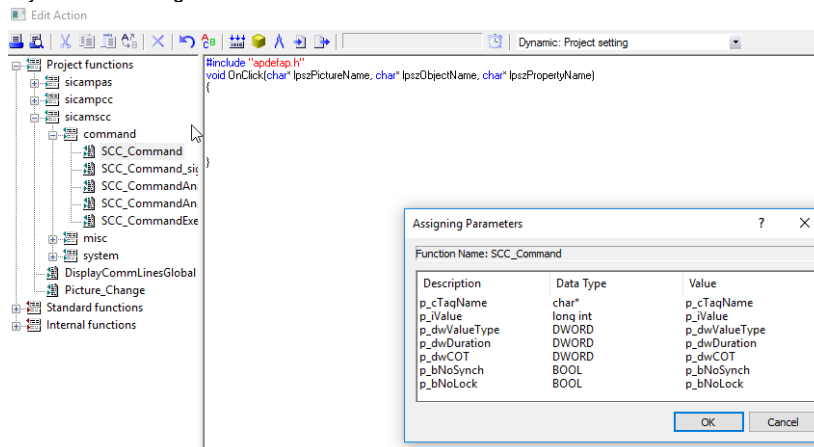 Edit Action
Dynamic: Project setting
Project functions
sicampas
sicampcc
sicamscc
command
SCC_Command
SCC_Command_sig
SCC_CommandAn
SCC_CommandAn
SCC_CommandExe
misc
system
DisplayCommLinesGlobal
Picture_Change
Standard functions
Internal functions
#include "apdefap.h"
void OnClick(char* lpszPictureName, char* lpszObjectName, char* lpszPropertyName)
{
}
Assigning Parameters ? X
Function Name: SCC_Command
Description Data Type Value
p_cTagName char* p_cTagName
p_iValue long int p_iValue
p_dwValueType DWORD p_dwValueType
p_dwDuration DWORD p_dwDuration
p_dwCOT DWORD p_dwCOT
p_bNoSynch BOOL p_bNoSynch
p_bNoLock BOOL p_bNoLock
OK Cancel